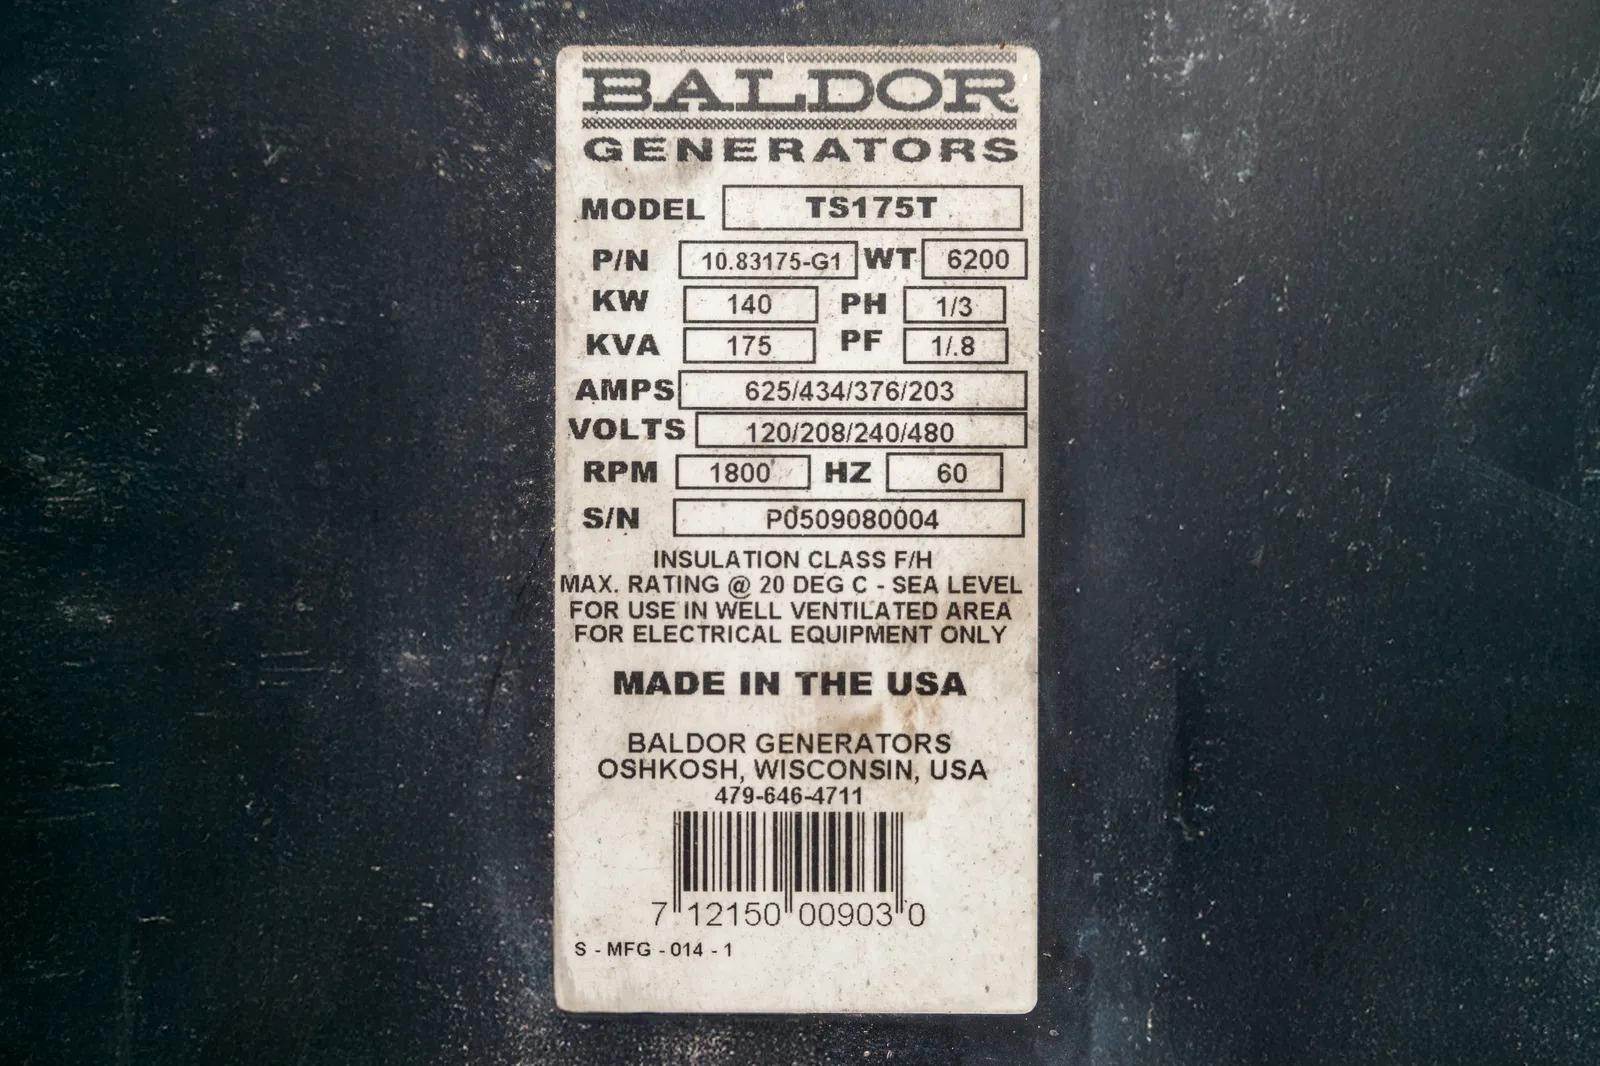 BALDOR
GENERATORS
MODEL TS175T
P/N 10.83175-G1 WT 6200
KW 140 PH 1/3
KVA 175 PF 1/.8
AMPS 625/434/376/203
VOLTS 120/208/240/480
RPM 1800 HZ 60
S/N P0509080004
INSULATION CLASS F/H
MAX. RATING @ 20 DEG C - SEA LEVEL
FOR USE IN WELL VENTILATED AREA
FOR ELECTRICAL EQUIPMENT ONLY
MADE IN THE USA
BALDOR GENERATORS
OSHKOSH, WISCONSIN, USA
479-646-4711
7 12150 00903 0
S - MFG - 014 - 1